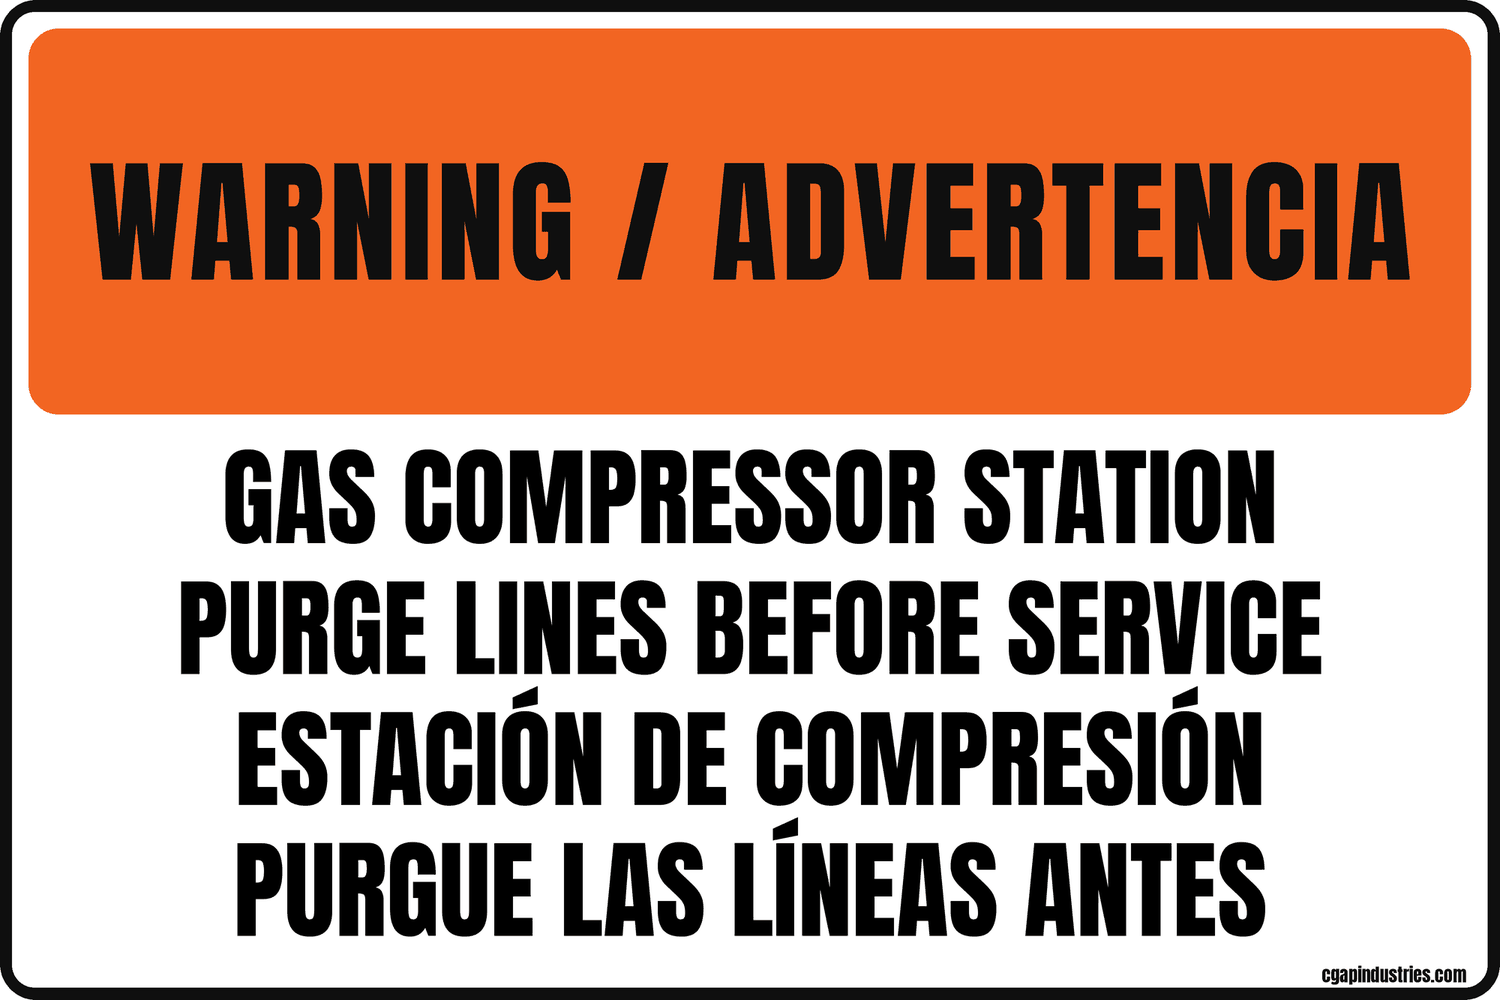 WARNING / ADVERTENCIA
GAS COMPRESSOR STATION
PURGE LINES BEFORE SERVICE
ESTACIÓN DE COMPRESIÓN
PURGUE LAS LÍNEAS ANTES
cgapindustries.com